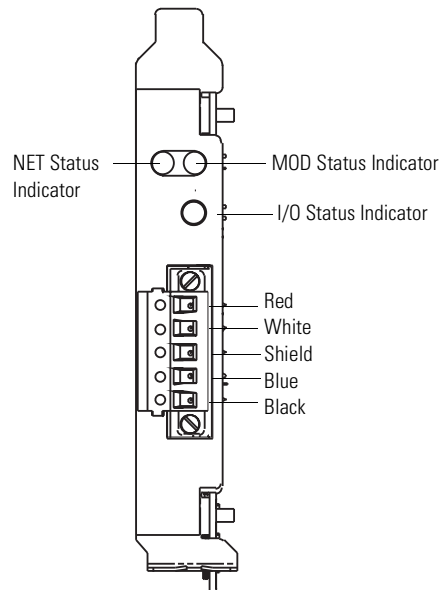 NET Status
Indicator
MOD Status Indicator
I/O Status Indicator
Red
White
Shield
Blue
Black